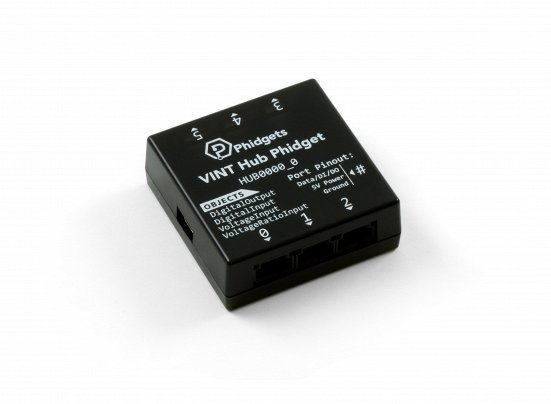 5 4 3
Phidgets
VINT Hub Phidget
HUB0000_0
OBJECTS
DigitalOutput
DigitalInput
VoltageInput
VoltageRatioInput
Port Pinout:
Data/DI/DO
5V Power
Ground
#
0 1 2